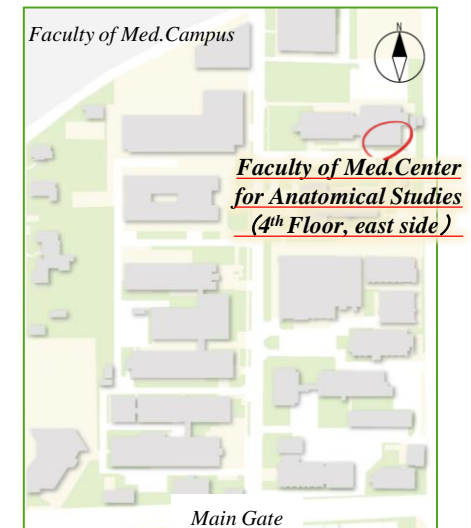 Faculty of Med.Campus
N
Faculty of Med.Center
for Anatomical Studies
（4th Floor, east side）
Main Gate